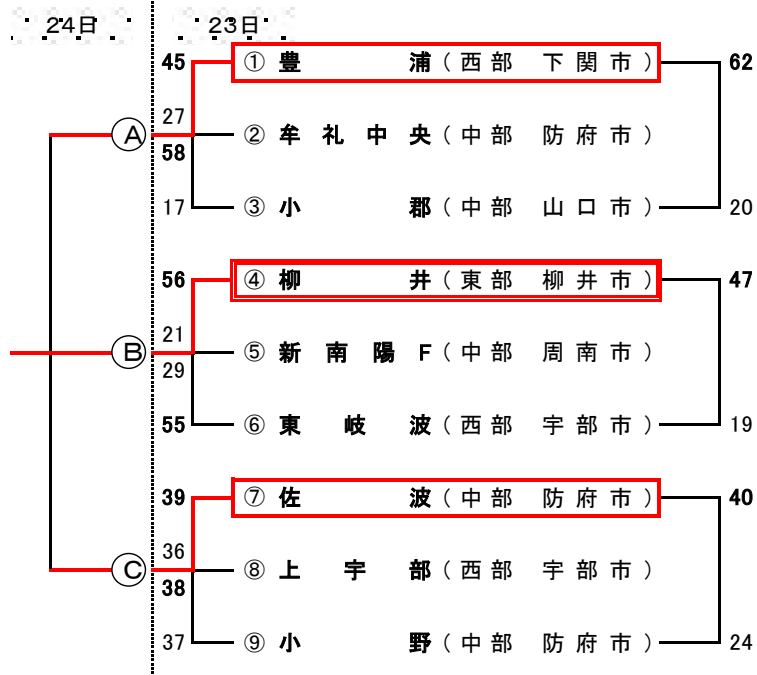 24日 23日
45 ① 豊浦(西部 下関市) 62
27
Ⓐ ② 牟礼中央(中部 防府市)
58
17 ③ 小郡(中部 山口市) 20
56 ④ 柳井(東部 柳井市) 47
21
Ⓑ ⑤ 新南陽F(中部 周南市)
29
55 ⑥ 東岐波(西部 宇部市) 19
39 ⑦ 佐波(中部 防府市) 40
36
Ⓒ ⑧ 上宇部(西部 宇部市)
38
37 ⑨ 小野(中部 防府市) 24